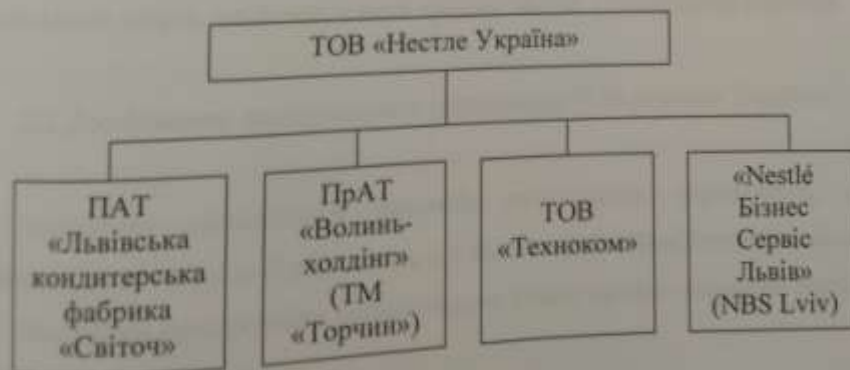 ТОВ «Нестле Україна»
ПАТ
«Львівська
кондитерська
фабрика
«Світоч»
ПрАТ
«Волинь-
холдінг»
(ТМ
«Торчин»)
ТОВ
«Техноком»
«Nestlé
Бізнес
Сервіс
Львів»
(NBS Lviv)